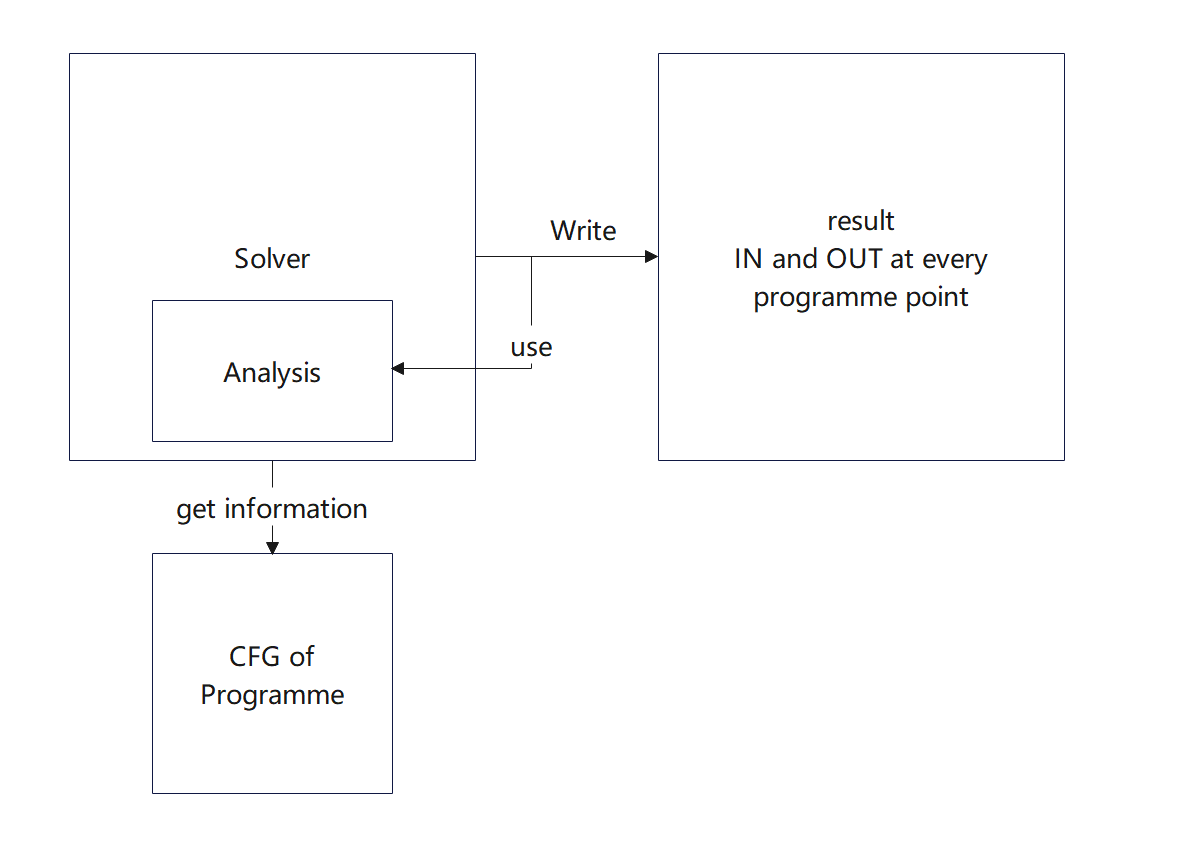 Solver
Analysis
Write
use
result
IN and OUT at every
programme point
get information
CFG of
Programme